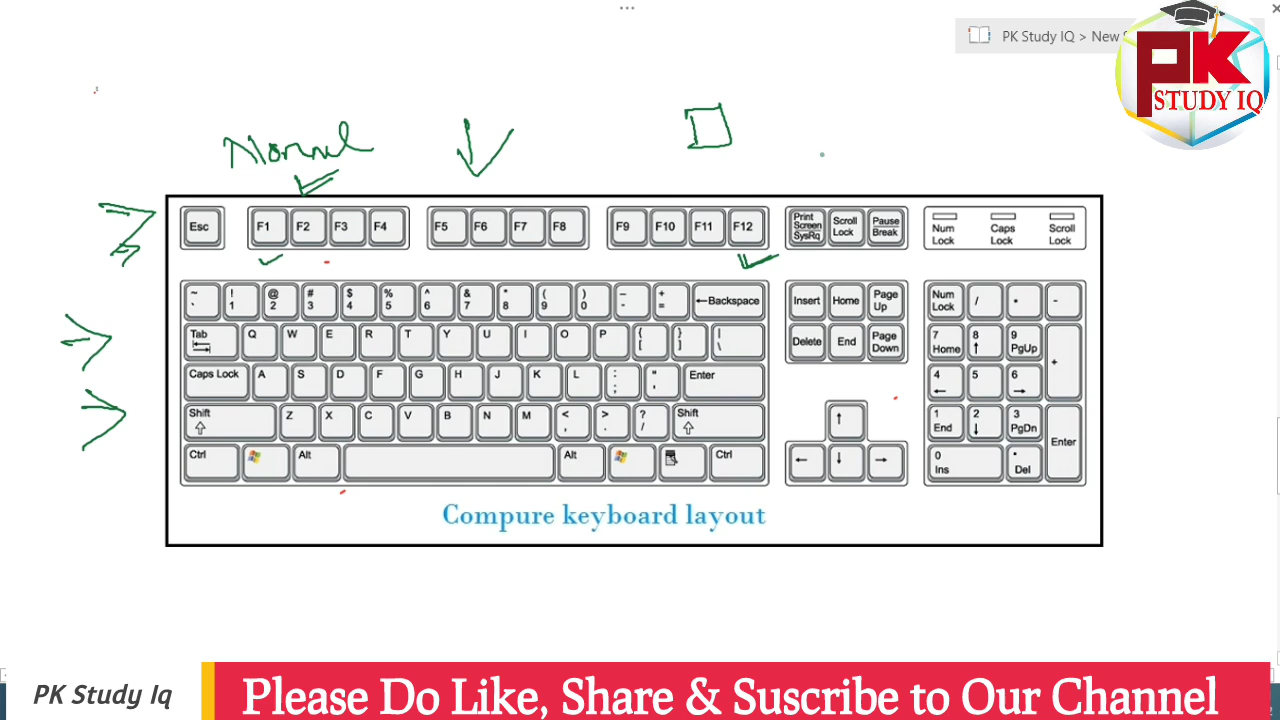 PK Study IQ > New
PK
STUDY IQ
Normal
Esc F1 F2 F3 F4 F5 F6 F7 F8 F9 F10 F11 F12 Print Screen SysRq Scroll Lock Pause Break Num Lock Caps Lock Scroll Lock
~ ` ! 1 @ 2 # 3 $ 4 % 5 ^ 6 & 7 * 8 ( 9 ) 0 – - + = ←Backspace Insert Home Page Up Num Lock / • -
Tab Q W E R T Y U I O P { [ } ] | \ Delete End Page Down 7 Home 8 ↑ 9 PgUp +
Caps Lock A S D F G H J K L : ; " ' Enter 4 ← 5 6 →
Shift Z X C V B N M < , > . ? / Shift ↑ 1 End 2 ↓ 3 PgDn Enter
Ctrl Alt Alt Ctrl ← ↓ → 0 Ins • Del
Compure keyboard layout
PK Study Iq
Please Do Like, Share & Suscribe to Our Channel